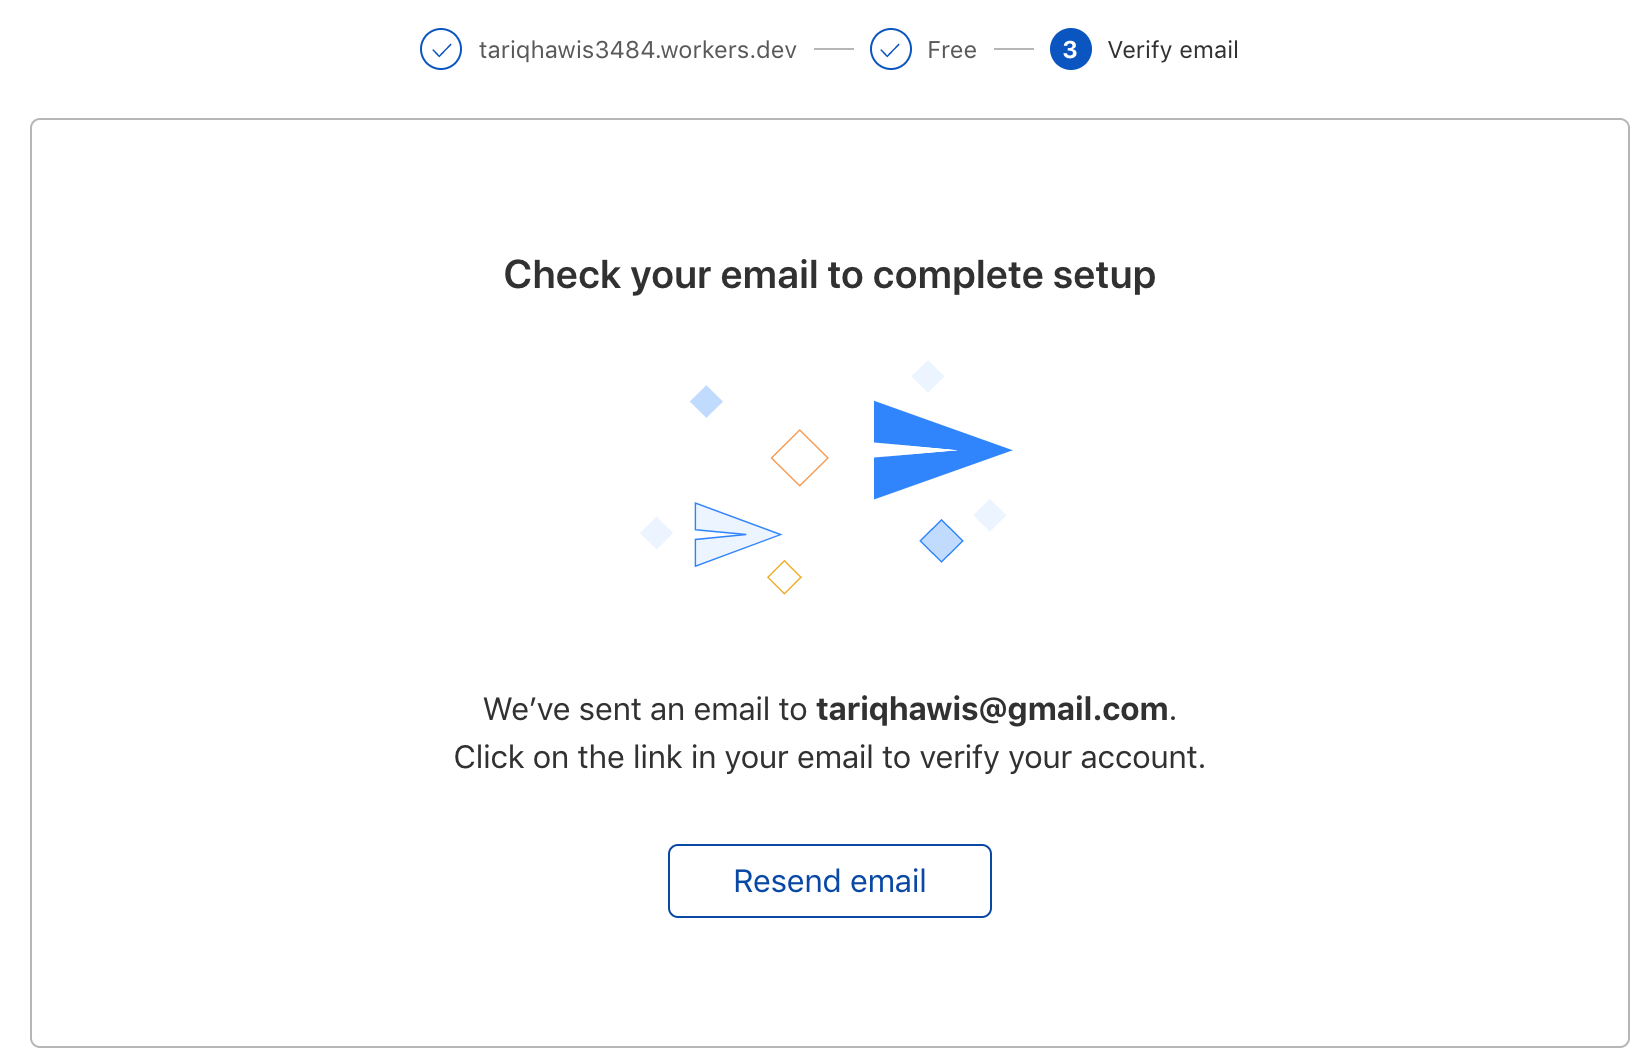 tariqhawis3484.workers.dev Free 3 Verify email
Check your email to complete setup
We’ve sent an email to tariqhawis@gmail.com.
Click on the link in your email to verify your account.
Resend email